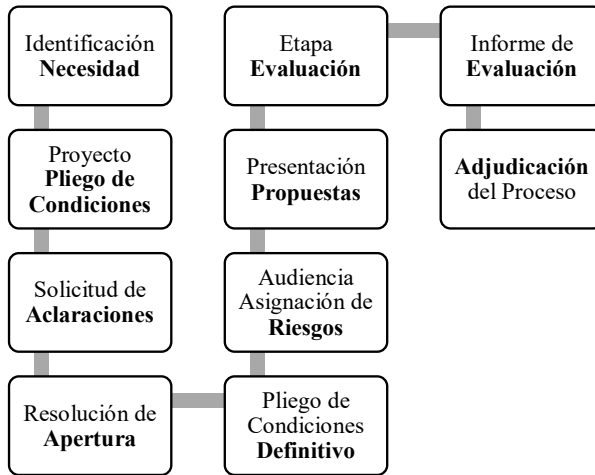 Identificación
Necesidad
Proyecto
Pliego de
Condiciones
Solicitud de
Aclaraciones
Resolución de
Apertura
Pliego de
Condiciones
Definitivo
Audiencia
Asignación de
Riesgos
Presentación
Propuestas
Etapa
Evaluación
Informe de
Evaluación
Adjudicación
del Proceso